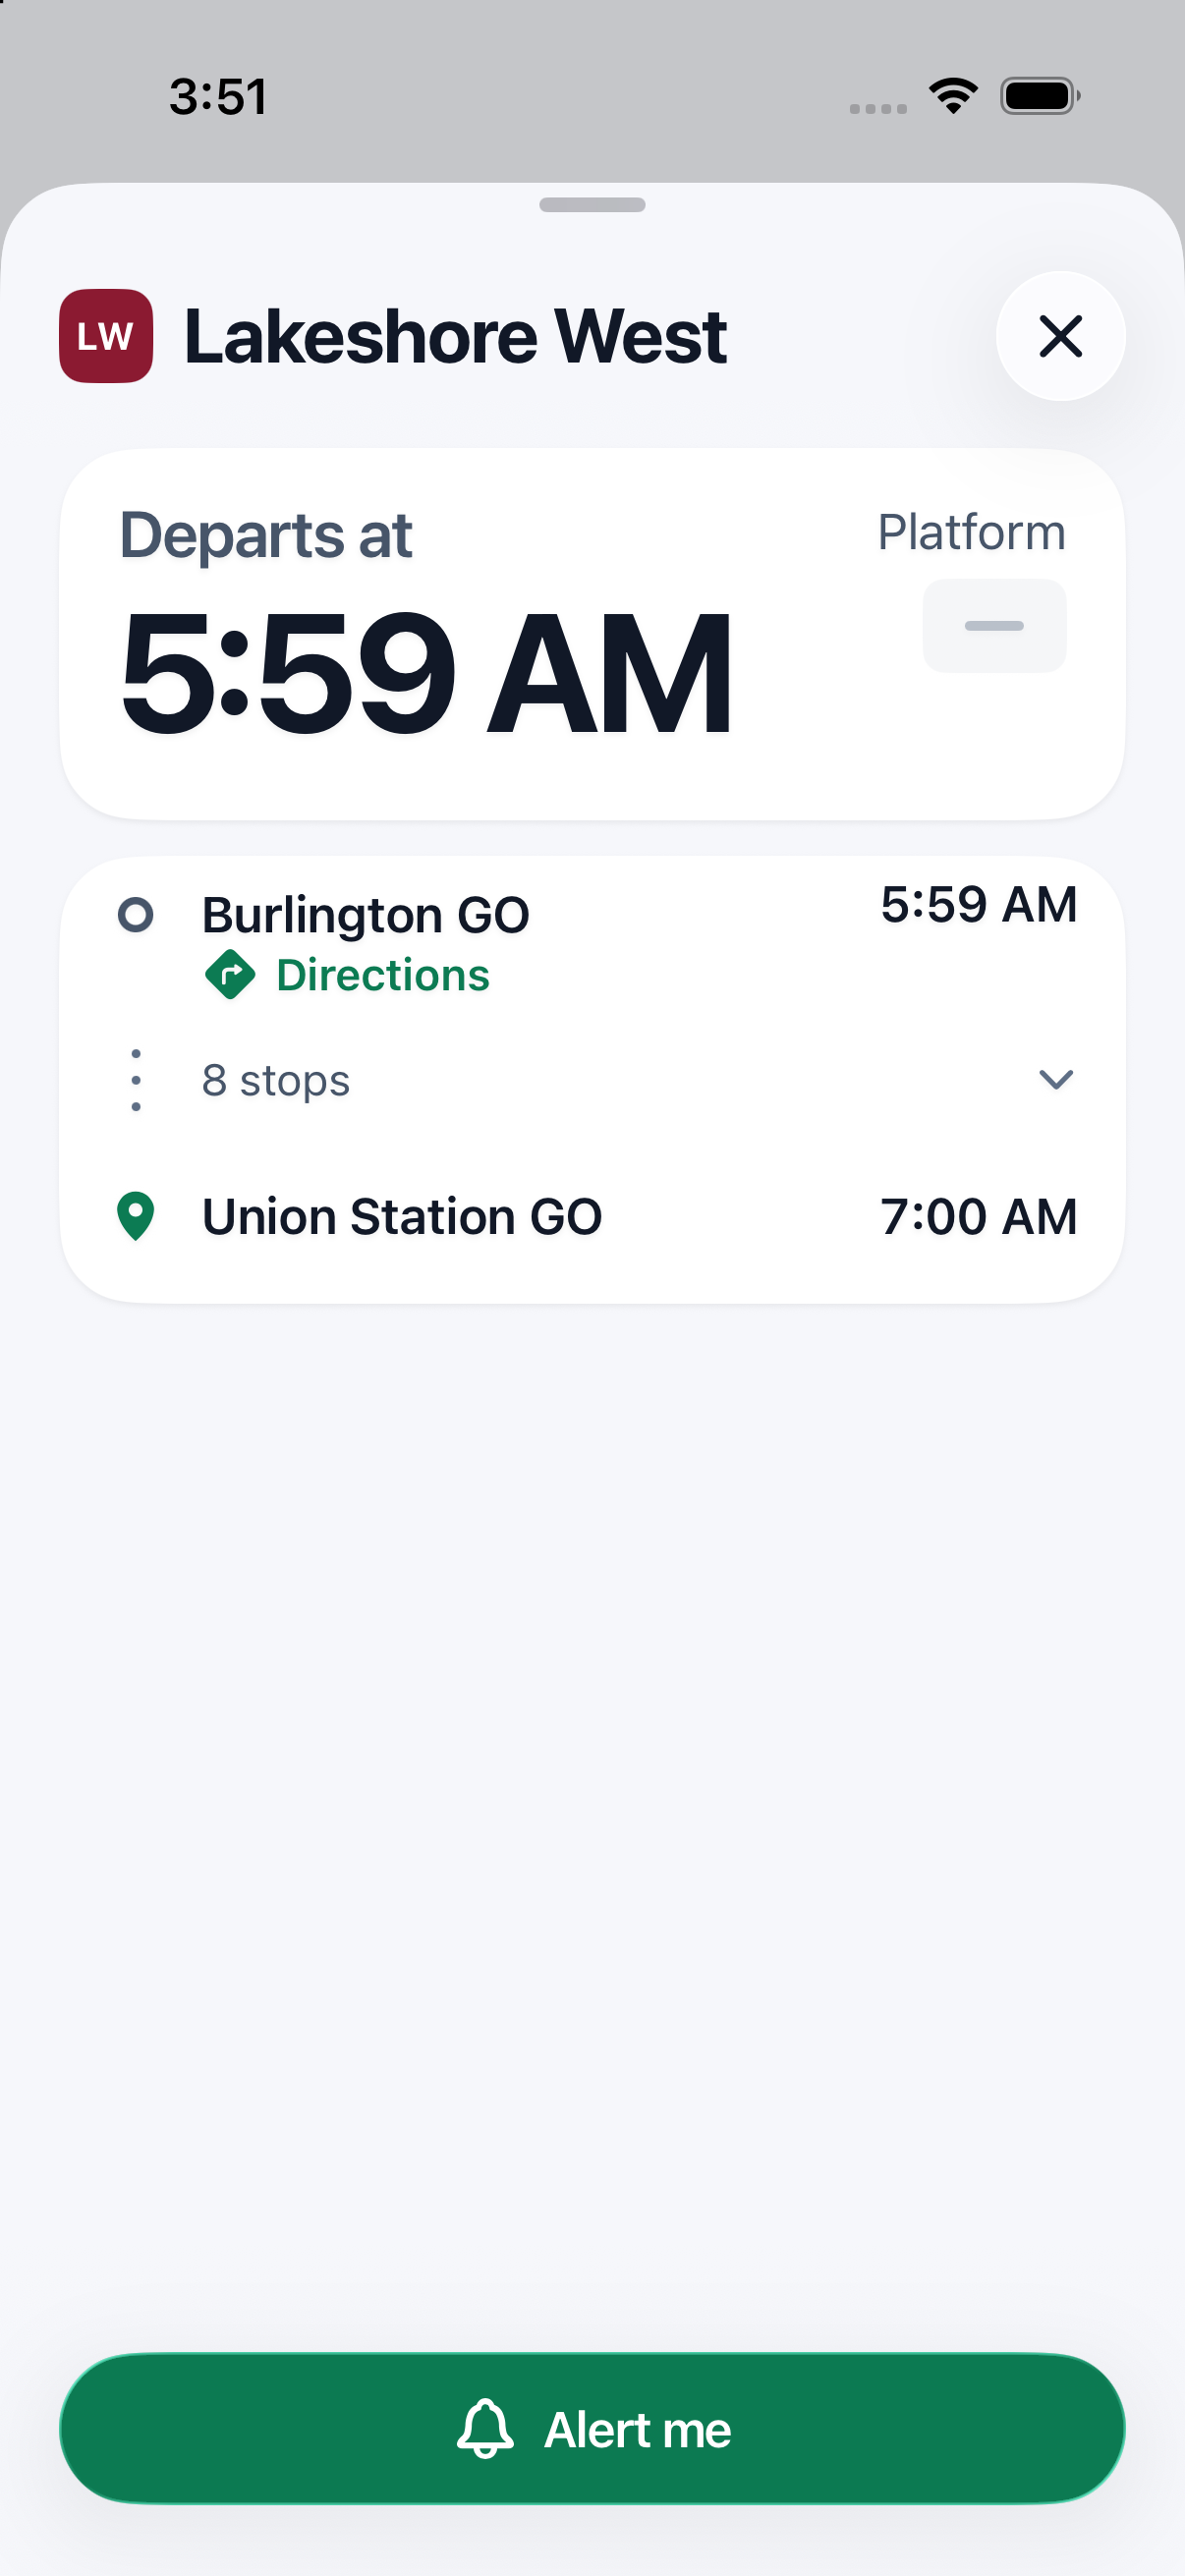 3:51
LW Lakeshore West
Departs at
Platform
5:59 AM
Burlington GO
5:59 AM
Directions
8 stops
Union Station GO
7:00 AM
Alert me